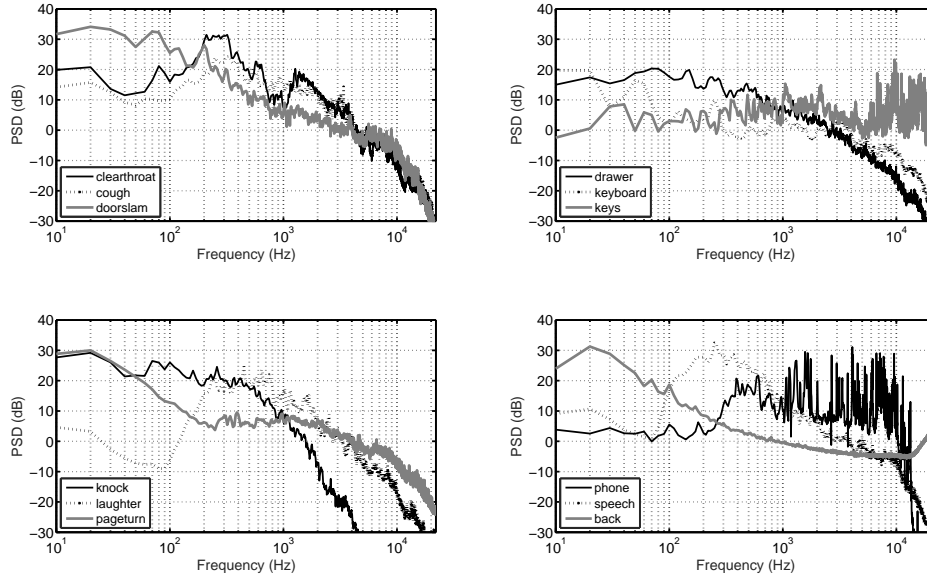 40
30
20
10
0
−10
−20
−30
PSD (dB)
clearthroat
cough
doorslam
10^1 10^2 10^3 10^4
Frequency (Hz)
40
30
20
10
0
−10
−20
−30
PSD (dB)
drawer
keyboard
keys
10^1 10^2 10^3 10^4
Frequency (Hz)
40
30
20
10
0
−10
−20
−30
PSD (dB)
knock
laughter
pageturn
10^1 10^2 10^3 10^4
Frequency (Hz)
40
30
20
10
0
−10
−20
−30
PSD (dB)
phone
speech
back
10^1 10^2 10^3 10^4
Frequency (Hz)